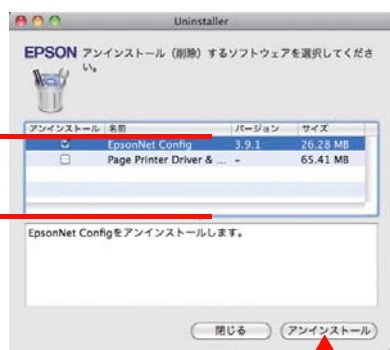 Uninstaller
EPSON アンインストール（削除）するソフトウェアを選択してくださ
い。
アンインストール 名前 バージョン サイズ
EpsonNet Config 3.9.1 26.28 MB
Page Printer Driver & ... – 65.41 MB
EpsonNet Configをアンインストールします。
閉じる アンインストール